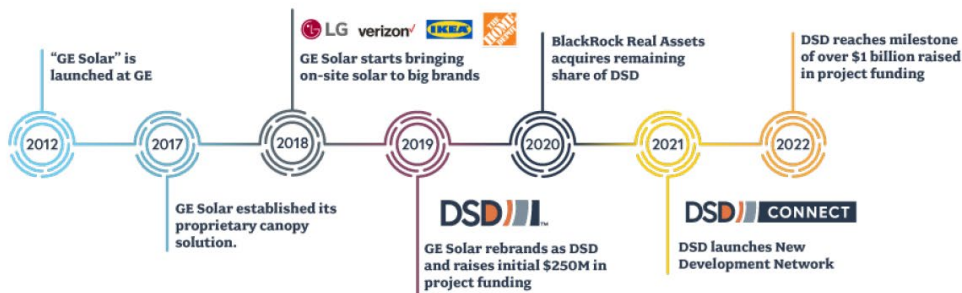 LG verizon✓ IKEA THE HOME DEPOT
"GE Solar" is
launched at GE
GE Solar starts bringing
on-site solar to big brands
BlackRock Real Assets
acquires remaining
share of DSD
DSD reaches milestone
of over $1 billion raised
in project funding
2012 2017 2018 2019 2020 2021 2022
GE Solar established its
proprietary canopy
solution.
DSD™
GE Solar rebrands as DSD
and raises initial $250M in
project funding
DSD CONNECT
DSD launches New
Development Network